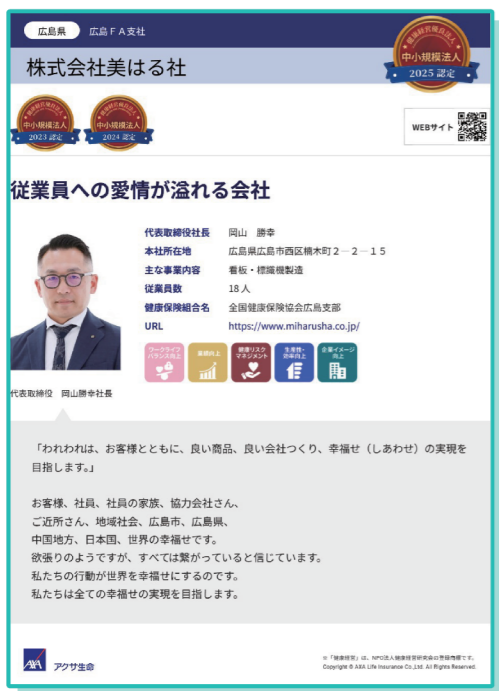 広島県 広島FA支社
株式会社美はる社
健康経営優良法人
中小規模法人
2025 認定
中小規模法人
2023 認定
中小規模法人
2024 認定
WEBサイト
従業員への愛情が溢れる会社
代表取締役社長 岡山 勝幸
本社所在地 広島県広島市西区楠木町2－2－15
主な事業内容 看板・標識機製造
従業員数 18人
健康保険組合名 全国健康保険協会広島支部
URL https://www.miharusha.co.jp/
ワークライフ
バランス向上
業績向上
健康リスク
マネジメント
生産性・
効率向上
企業イメージ
向上
代表取締役 岡山勝幸社長
「われわれは、お客様とともに、良い商品、良い会社つくり、幸福せ（しあわせ）の実現を
目指します。」
お客様、社員、社員の家族、協力会社さん、
ご近所さん、地域社会、広島市、広島県、
中国地方、日本国、世界の幸福せです。
欲張りのようですが、すべては繋がっていると信じています。
私たちの行動が世界を幸福せにするのです。
私たちは全ての幸福せの実現を目指します。
AXA アクサ生命
※「健康経営」は、NPO法人健康経営研究会の登録商標です。
Copyright © AXA Life Insurance Co.,Ltd. All Rights Reserved.